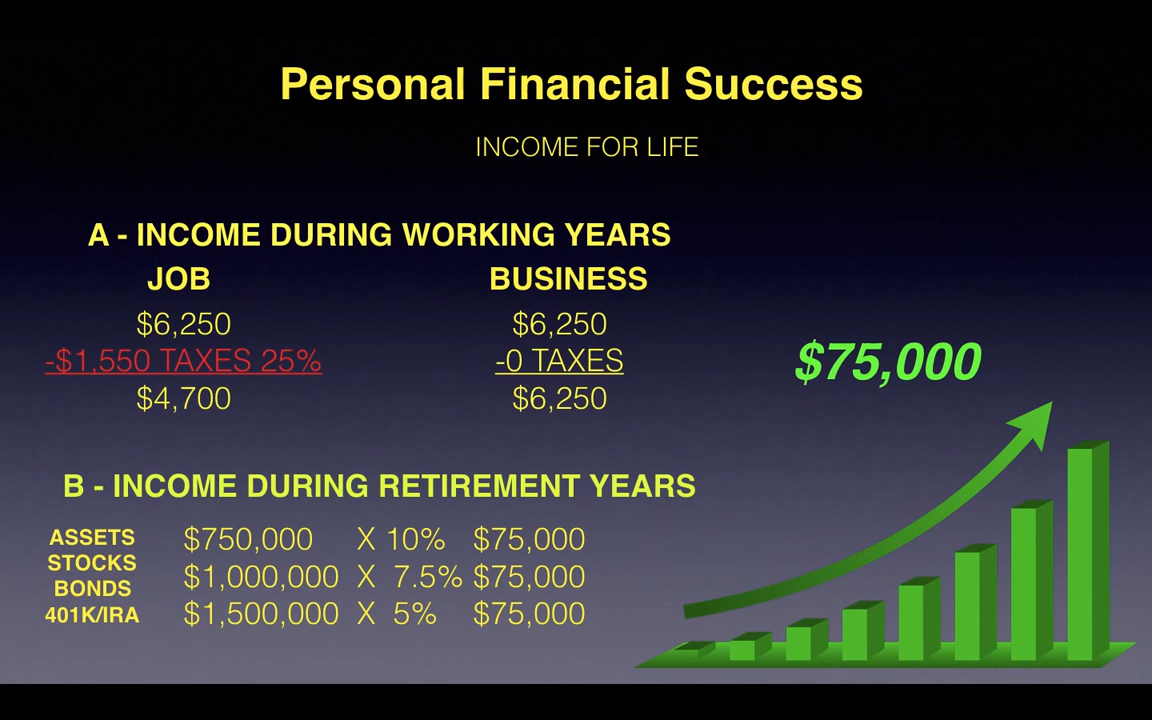 Personal Financial Success
INCOME FOR LIFE
A - INCOME DURING WORKING YEARS
JOB BUSINESS
$6,250 $6,250
-$1,550 TAXES 25% -0 TAXES
$4,700 $6,250
$75,000
B - INCOME DURING RETIREMENT YEARS
ASSETS $750,000 X 10% $75,000
STOCKS
BONDS $1,000,000 X 7.5% $75,000
401K/IRA $1,500,000 X 5% $75,000